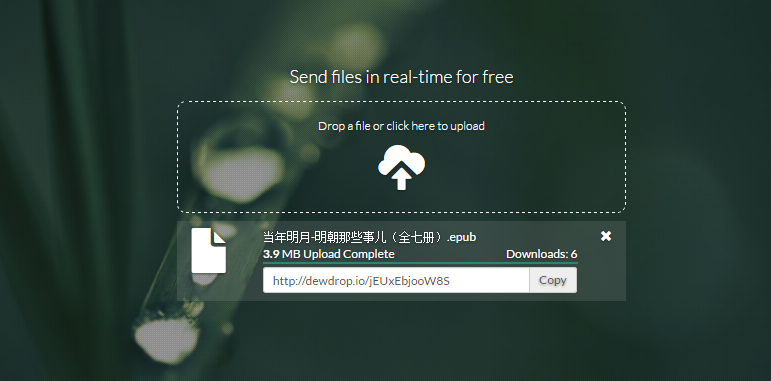 Send files in real-time for free
Drop a file or click here to upload
当年明月-明朝那些事儿（全七册）.epub
3.9 MB Upload Complete
Downloads: 6
http://dewdrop.io/jEUxEbjooW8S
Copy